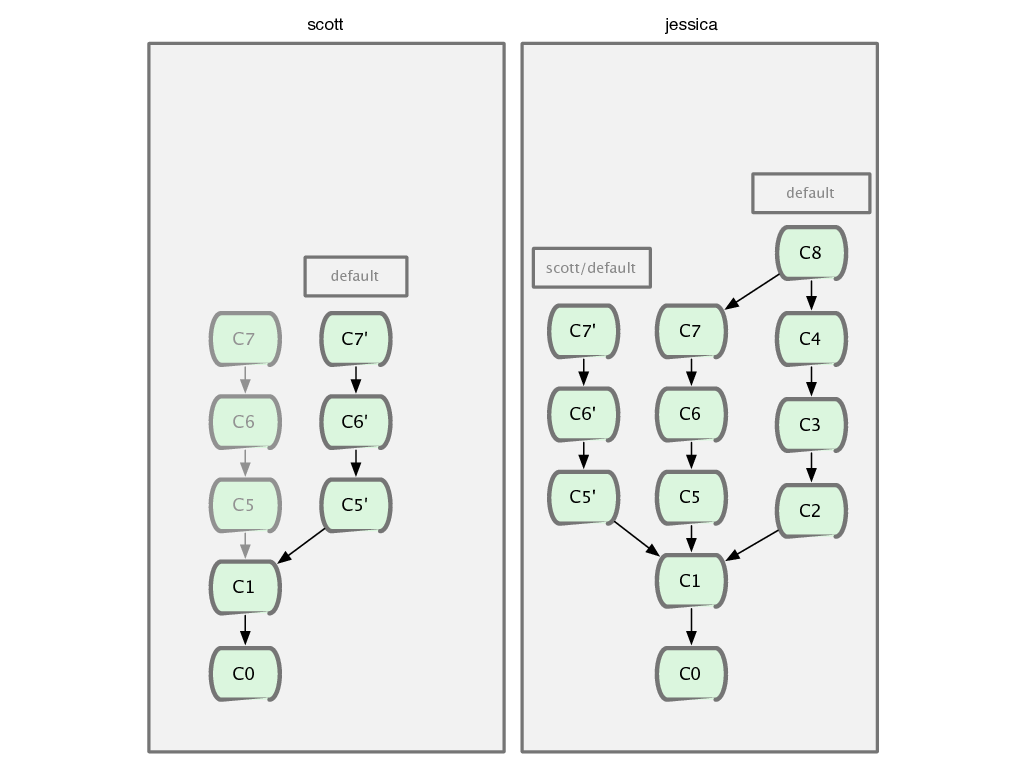 scott
default
C7
C7'
C6
C6'
C5
C5'
C1
C0
jessica
default
C8
scott/default
C7'
C7
C4
C6'
C6
C3
C5'
C5
C2
C1
C0